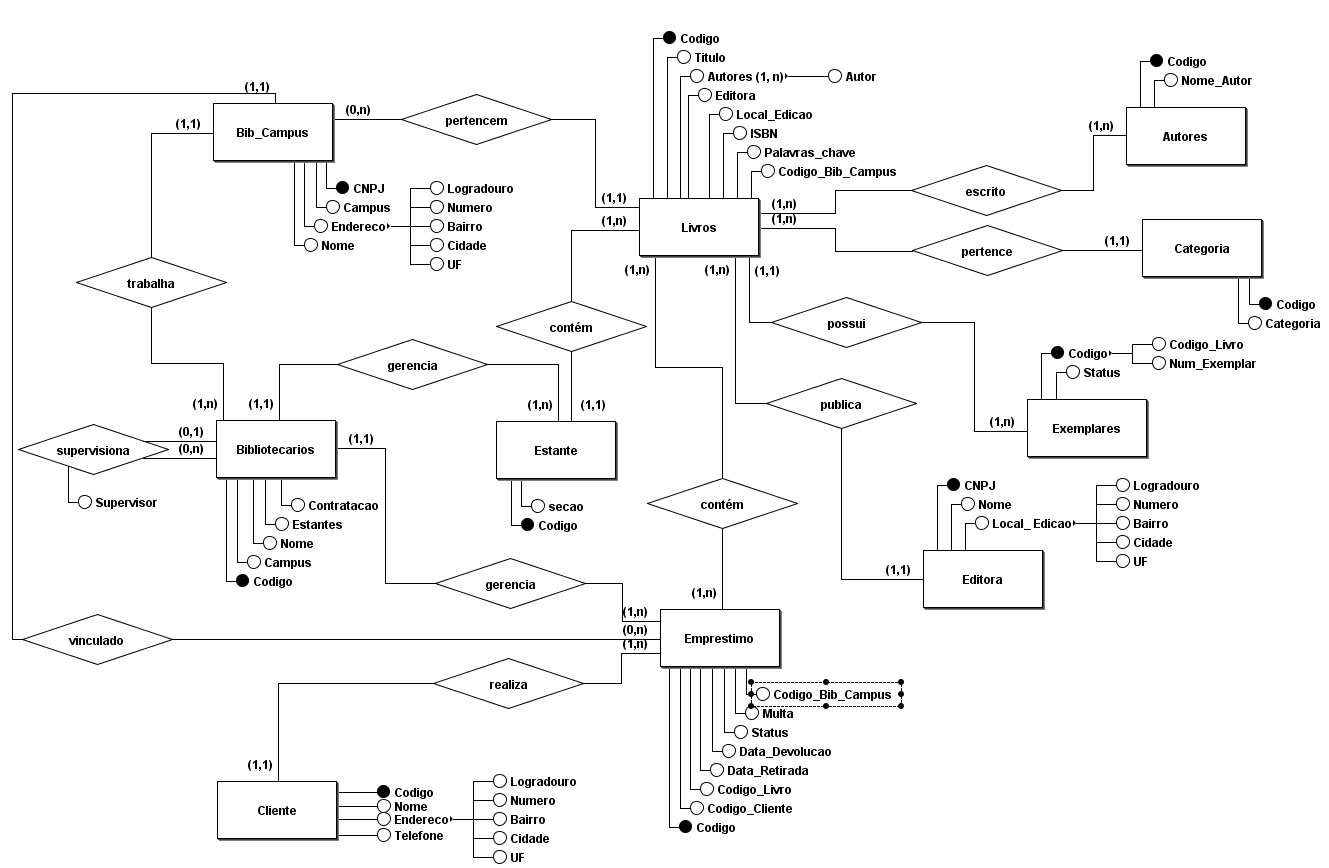 Codigo
Titulo
Autores (1, n)
Autor
Editora
Local_Edicao
ISBN
Palavras_chave
Codigo_Bib_Campus
Codigo
Nome_Autor
Autores
(1,n)
(1,1)
(1,1)
Bib_Campus
(0,n)
pertencem
(1,1)
CNPJ
Campus
Endereco
Nome
Logradouro
Numero
Bairro
Cidade
UF
escrito
(1,n)
(1,n)
(1,n)
Livros
(1,n)
(1,n)
(1,1)
pertence
(1,1)
Categoria
Codigo
Categoria
trabalha
contém
possui
Codigo
Codigo_Livro
Num_Exemplar
Status
(1,n)
Exemplares
gerencia
(1,n)
(1,1)
(1,n)
(1,1)
publica
supervisiona
(0,1)
(0,n)
Bibliotecarios
(1,1)
Estante
Supervisor
Contratacao
Estantes
Nome
Campus
Codigo
secao
Codigo
contém
CNPJ
Nome
Local_ Edicao
Logradouro
Numero
Bairro
Cidade
UF
(1,1)
Editora
gerencia
(1,n)
(1,n)
(0,n)
(1,n)
Emprestimo
vinculado
realiza
Codigo_Bib_Campus
Multa
Status
Data_Devolucao
Data_Retirada
Codigo_Livro
Codigo_Cliente
Codigo
(1,1)
Cliente
Codigo
Nome
Endereco
Telefone
Logradouro
Numero
Bairro
Cidade
UF